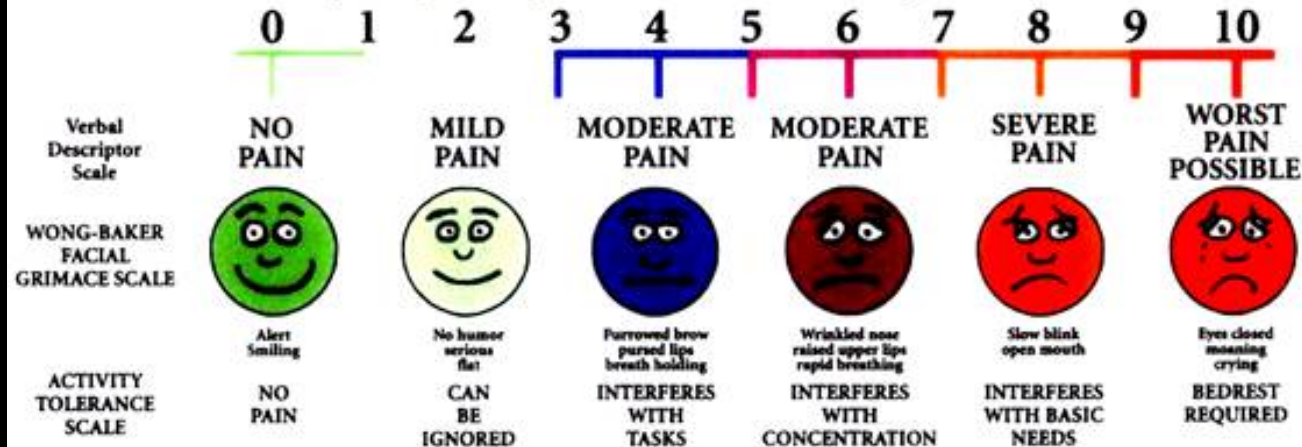 0 1 2 3 4 5 6 7 8 9 10
Verbal
Descriptor
Scale
NO
PAIN
MILD
PAIN
MODERATE
PAIN
MODERATE
PAIN
SEVERE
PAIN
WORST
PAIN
POSSIBLE
WONG-BAKER
FACIAL
GRIMACE SCALE
Alert
Smiling
No humor
serious
flat
Furrowed brow
pursed lips
breath holding
Wrinkled nose
raised upper lips
rapid breathing
Slow blink
open mouth
Eyes closed
moaning
crying
ACTIVITY
TOLERANCE
SCALE
NO
PAIN
CAN
BE
IGNORED
INTERFERES
WITH
TASKS
INTERFERES
WITH
CONCENTRATION
INTERFERES
WITH BASIC
NEEDS
BEDREST
REQUIRED